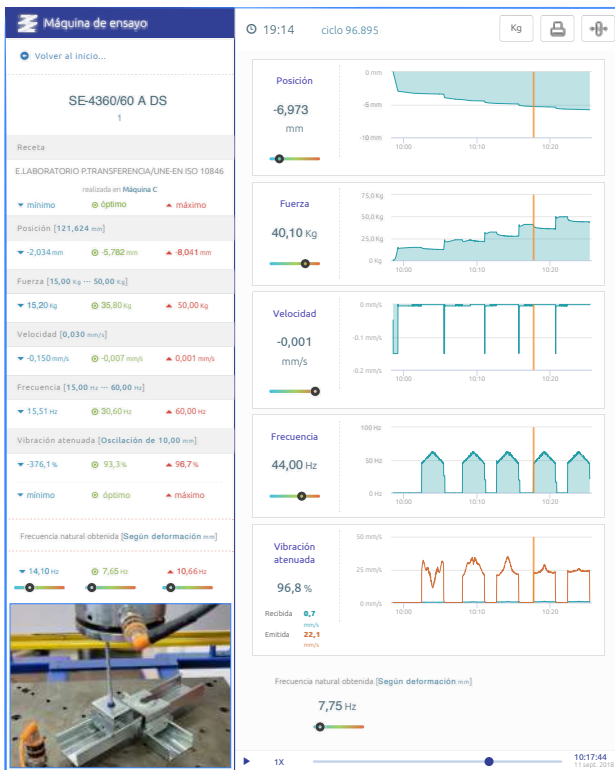 Máquina de ensayo
Volver al inicio...
SE-4360/60 A DS
1
Receta
E.LABORATORIO P.TRANSFERENCIA/UNE-EN ISO 10846
realizada en Máquina C
mínimo óptimo máximo
Posición [121,624 mm]
-2,034 mm -5,782 mm -8,041 mm
Fuerza [15,00 Kg --- 50,00 Kg]
15,20 Kg 35,80 Kg 50,00 Kg
Velocidad [0,030 mm/s]
-0,150 mm/s -0,007 mm/s 0,001 mm/s
Frecuencia [15,00 Hz --- 60,00 Hz]
15,51 Hz 30,60 Hz 60,00 Hz
Vibración atenuada [Oscilación de 10,00 mm]
-376,1 % 93,3% 96,7%
mínimo óptimo máximo
Frecuencia natural obtenida [Según deformación mm]
14,10 Hz 7,65 Hz 10,66 Hz
19:14 ciclo 96.895 Kg
Posición
-6,973
mm
0 mm
-5 mm
-10 mm
10:00 10:10 10:20
Fuerza
40,10 Kg
75,0 Kg
50,0 Kg
25,0 Kg
0 Kg
10:00 10:10 10:20
Velocidad
-0,001
mm/s
0 mm/s
-0.1 mm/s
-0.2 mm/s
10:00 10:10 10:20
Frecuencia
44,00 Hz
100 Hz
50 Hz
0 Hz
10:00 10:10 10:20
Vibración
atenuada
96,8 %
Recibida 0,7
mm/s
Emitida 22,1
mm/s
50 mm/s
25 mm/s
0 mm/s
10:00 10:10 10:20
Frecuencia natural obtenida [Según deformación mm]
7,75 Hz
1X
10:17:44
11 sept. 2018